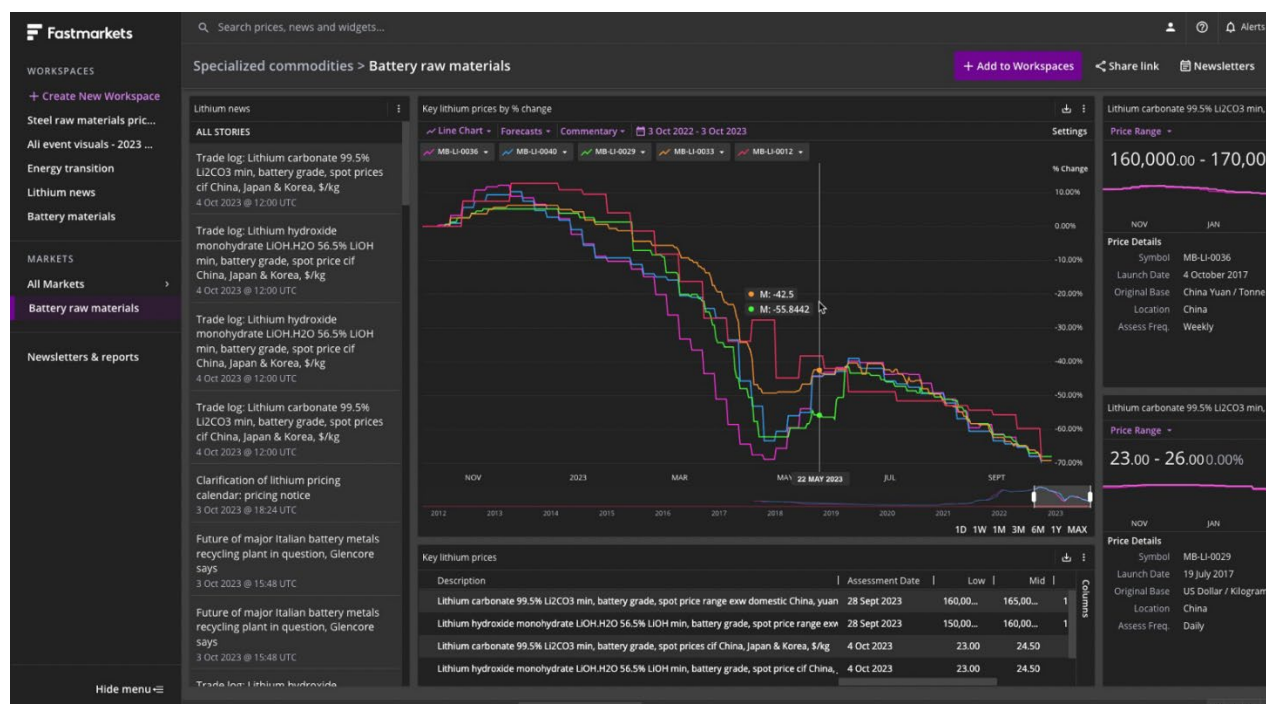 Fastmarkets
Search prices, news and widgets...
Alerts
WORKSPACES
+ Create New Workspace
Steel raw materials pric...
Ali event visuals - 2023 ...
Energy transition
Lithium news
Battery materials
MARKETS
All Markets
Battery raw materials
Newsletters & reports
Hide menu
Specialized commodities > Battery raw materials
+ Add to Workspaces
Share link
Newsletters
Lithium news
ALL STORIES
Trade log: Lithium carbonate 99.5%
Li2CO3 min, battery grade, spot prices
cif China, Japan & Korea, $/kg
4 Oct 2023 @ 12:00 UTC
Trade log: Lithium hydroxide
monohydrate LiOH.H2O 56.5% LiOH
min, battery grade, spot price cif
China, Japan & Korea, $/kg
4 Oct 2023 @ 12:00 UTC
Trade log: Lithium hydroxide
monohydrate LiOH.H2O 56.5% LiOH
min, battery grade, spot price cif
China, Japan & Korea, $/kg
4 Oct 2023 @ 12:00 UTC
Trade log: Lithium carbonate 99.5%
Li2CO3 min, battery grade, spot prices
cif China, Japan & Korea, $/kg
4 Oct 2023 @ 12:00 UTC
Clarification of lithium pricing
calendar: pricing notice
3 Oct 2023 @ 18:24 UTC
Future of major Italian battery metals
recycling plant in question, Glencore
says
3 Oct 2023 @ 15:48 UTC
Future of major Italian battery metals
recycling plant in question, Glencore
says
3 Oct 2023 @ 15:48 UTC
Trade log: Lithium hydroxide
Key lithium prices by % change
Line Chart Forecasts Commentary 3 Oct 2022 - 3 Oct 2023 Settings
MB-LI-0036 MB-LI-0040 MB-LI-0029 MB-LI-0033 MB-LI-0012
% Change
10.00%
0.00%
-10.00%
-20.00%
M: -42.5
M: -55.8442
-30.00%
-40.00%
-50.00%
-60.00%
-70.00%
NOV 2023 MAR MAY 22 MAY 2023 JUL SEPT
2012 2013 2014 2015 2016 2017 2018 2019 2020 2021 2022 2023
1D 1W 1M 3M 6M 1Y MAX
Key lithium prices
Description Assessment Date Low Mid
Columns
Lithium carbonate 99.5% Li2CO3 min, battery grade, spot price range exw domestic China, yuan 28 Sept 2023 160,00... 165,00... 1
Lithium hydroxide monohydrate LiOH.H2O 56.5% LiOH min, battery grade, spot price range exw 28 Sept 2023 150,00... 160,00... 1
Lithium carbonate 99.5% Li2CO3 min, battery grade, spot prices cif China, Japan & Korea, $/kg 4 Oct 2023 23.00 24.50
Lithium hydroxide monohydrate LiOH.H2O 56.5% LiOH min, battery grade, spot price cif China, 4 Oct 2023 23.00 24.50
Lithium carbonate 99.5% Li2CO3 min,
Price Range
160,000.00 - 170,00
NOV JAN
Price Details
Symbol MB-LI-0036
Launch Date 4 October 2017
Original Base China Yuan / Tonne
Location China
Assess Freq. Weekly
Lithium carbonate 99.5% Li2CO3 min,
Price Range
23.00 - 26.00 0.00%
NOV JAN
Price Details
Symbol MB-LI-0029
Launch Date 19 July 2017
Original Base US Dollar / Kilogram
Location China
Assess Freq. Daily